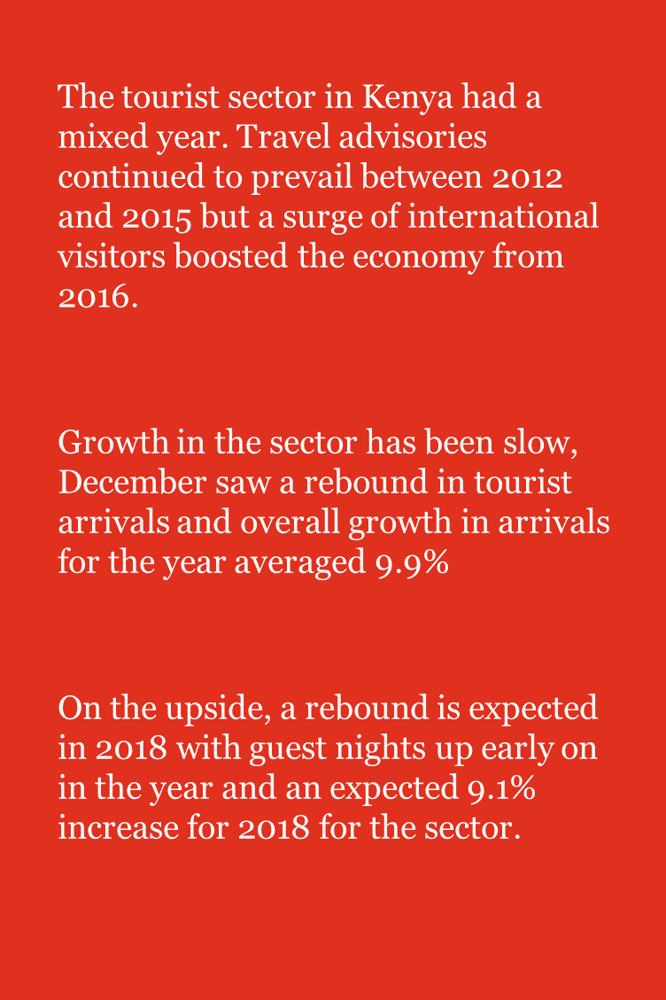 The tourist sector in Kenya had a
mixed year. Travel advisories
continued to prevail between 2012
and 2015 but a surge of international
visitors boosted the economy from
2016.
Growth in the sector has been slow,
December saw a rebound in tourist
arrivals and overall growth in arrivals
for the year averaged 9.9%
On the upside, a rebound is expected
in 2018 with guest nights up early on
in the year and an expected 9.1%
increase for 2018 for the sector.